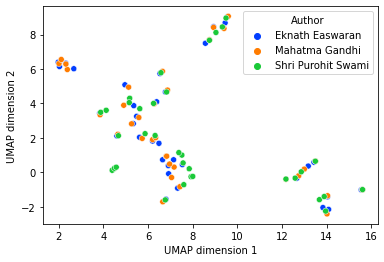 Author
Eknath Easwaran
Mahatma Gandhi
Shri Purohit Swami
UMAP dimension 2
8
6
4
2
0
−2
2
4
6
8
10
12
14
16
UMAP dimension 1